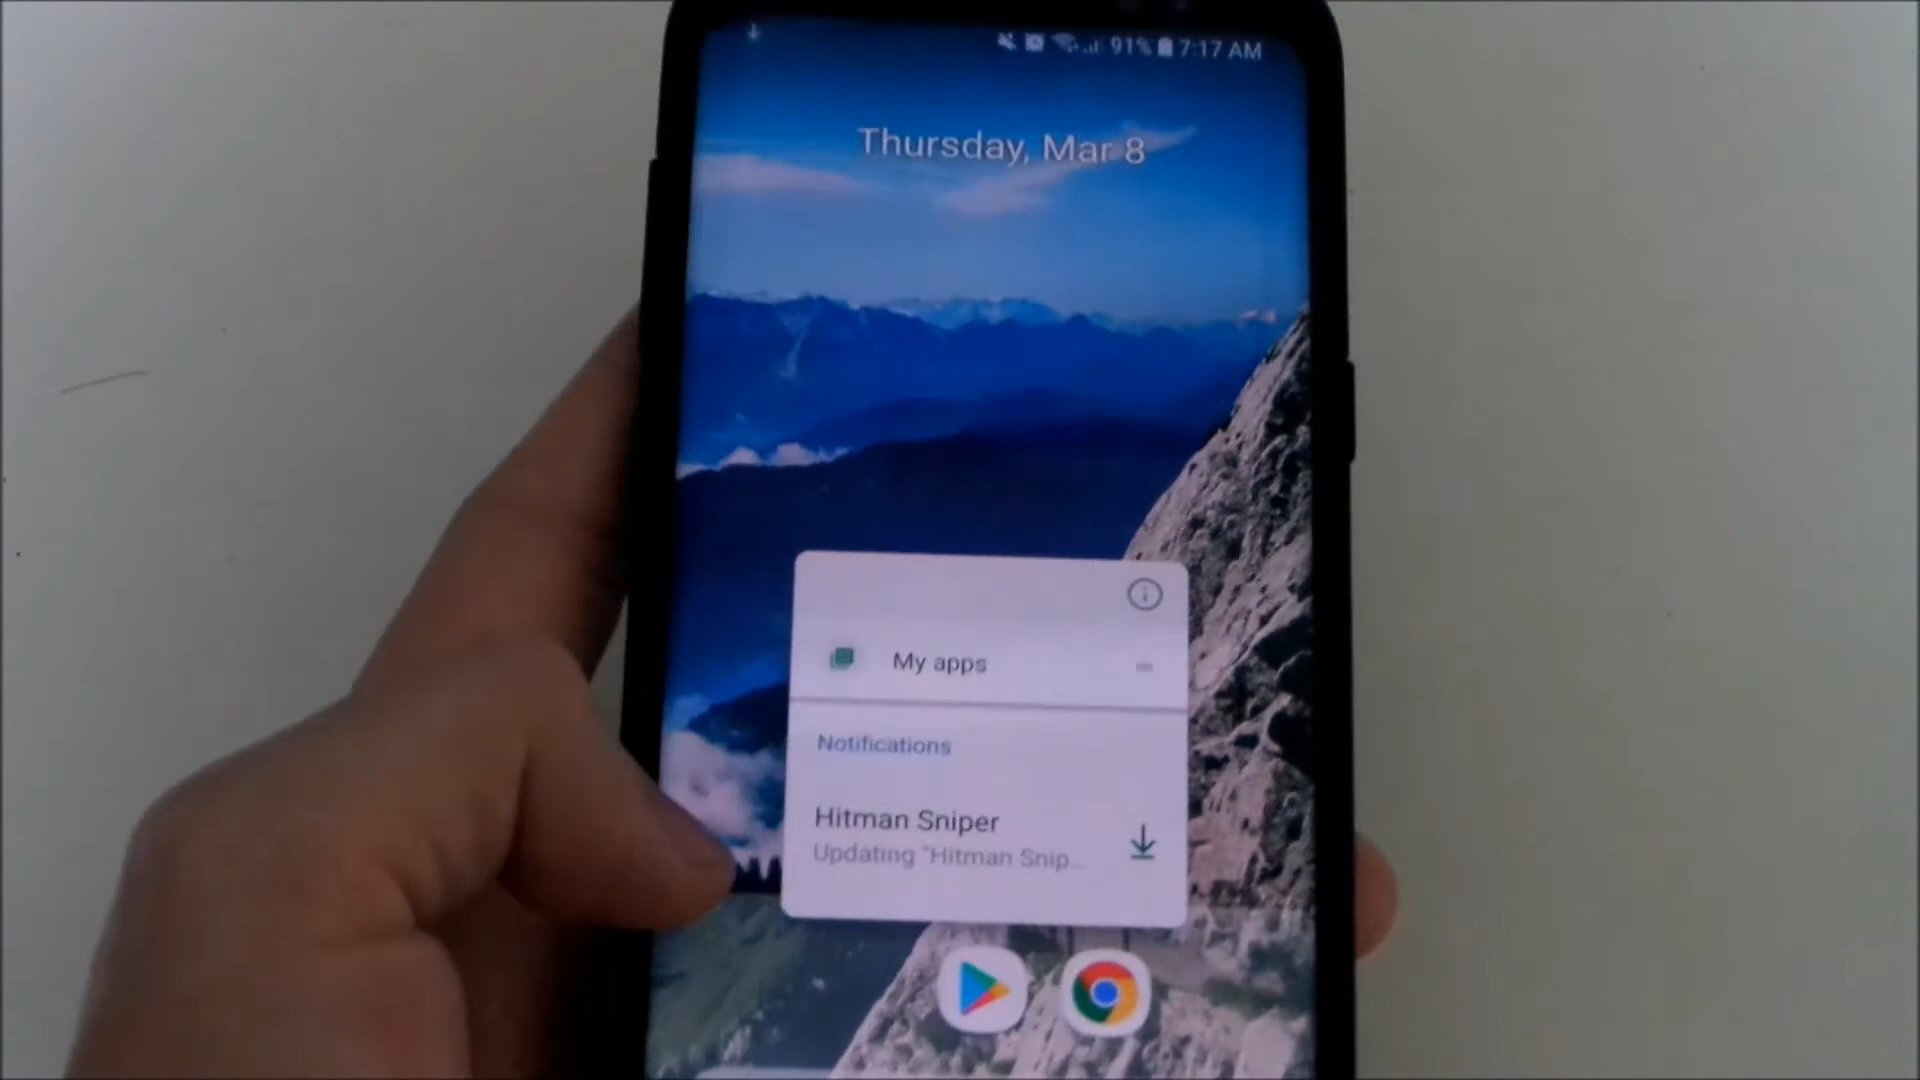 91% 7:17 AM
Thursday, Mar 8
My apps
Notifications
Hitman Sniper
Updating "Hitman Snip...